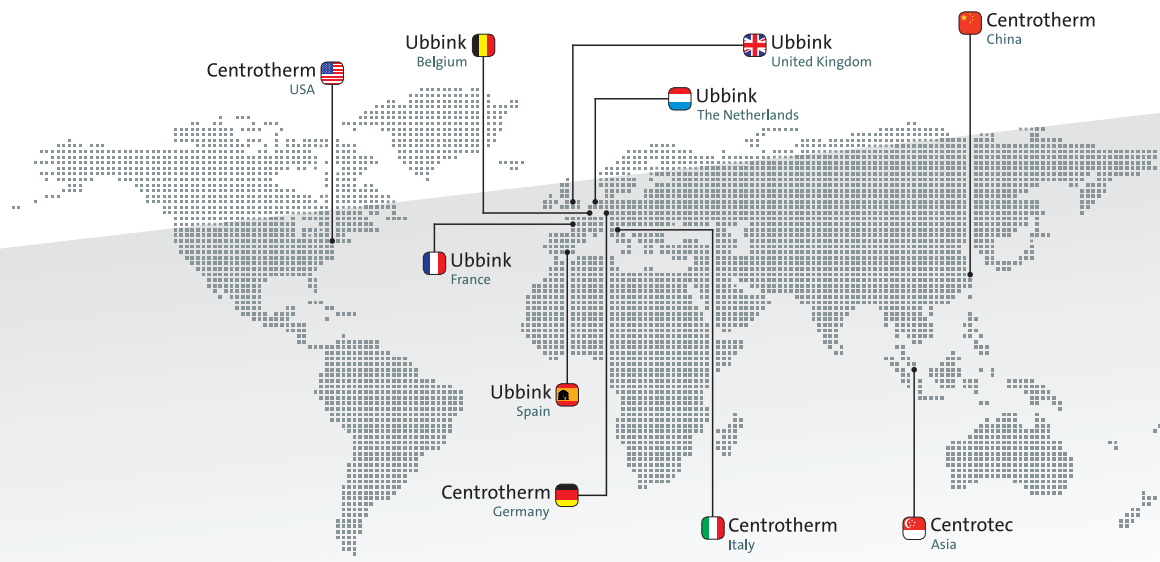 Centrotherm
China
Ubbink
Belgium
Ubbink
United Kingdom
Centrotherm
USA
Ubbink
The Netherlands
Ubbink
France
Ubbink
Spain
Centrotherm
Germany
Centrotherm
Italy
Centrotec
Asia